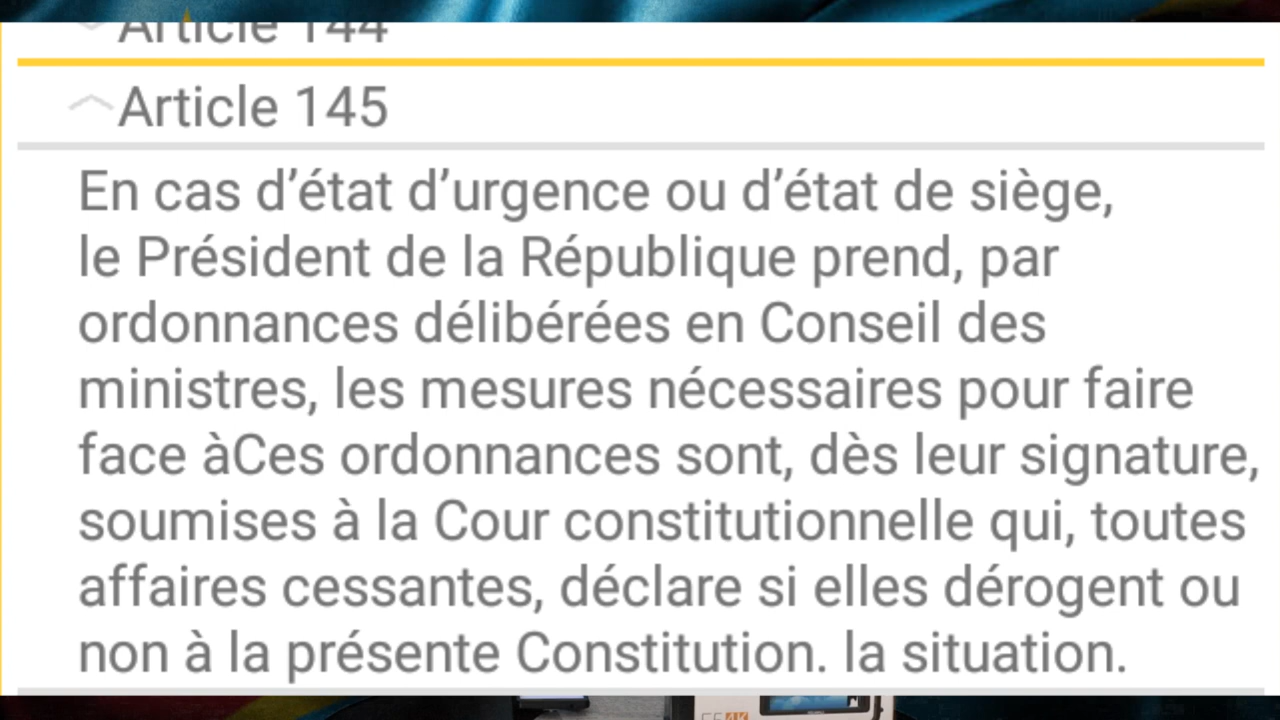 Article 144
Article 145
En cas d’état d’urgence ou d’état de siège,
le Président de la République prend, par
ordonnances délibérées en Conseil des
ministres, les mesures nécessaires pour faire
face àCes ordonnances sont, dès leur signature,
soumises à la Cour constitutionnelle qui, toutes
affaires cessantes, déclare si elles dérogent ou
non à la présente Constitution. la situation.